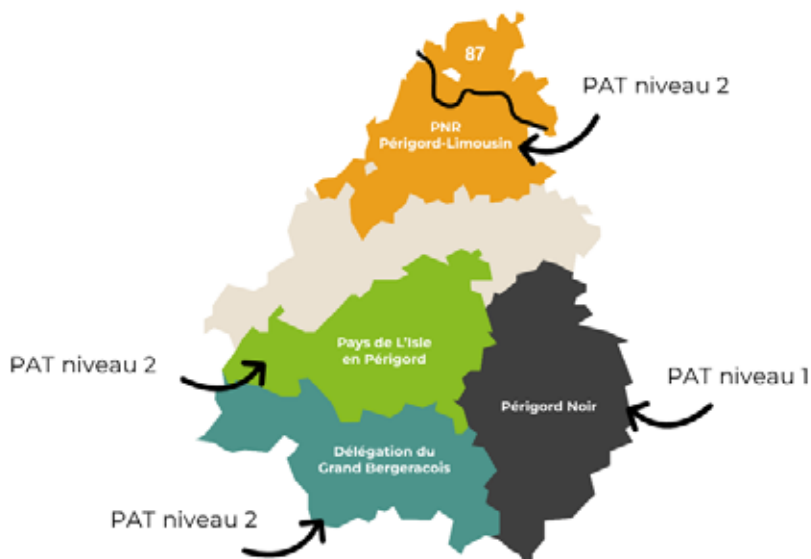 87
PAT niveau 2
PNR
Périgord-Limousin
Pays de L'Isle
en Périgord
PAT niveau 2
PAT niveau 1
Périgord Noir
Délégation du
Grand Bergeracois
PAT niveau 2